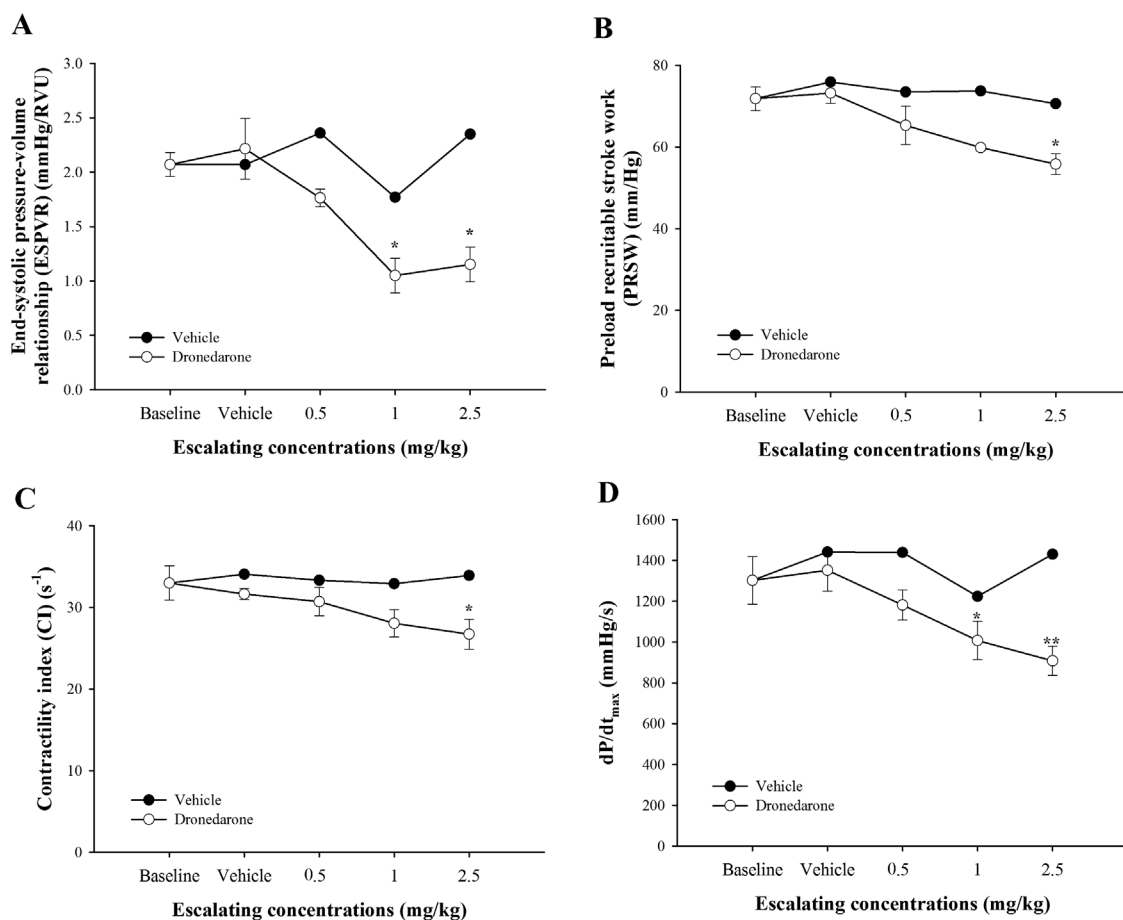 A
End-systolic pressure-volume
relationship (ESPVR) (mmHg/RVU)
3.0
2.5
2.0
1.5
1.0
0.5
0.0
*
*
Vehicle
Dronedarone
Baseline Vehicle 0.5 1 2.5
Escalating concentrations (mg/kg)
B
Preload recruitable stroke work
(PRSW) (mm/Hg)
80
60
40
20
0
*
Vehicle
Dronedarone
Baseline Vehicle 0.5 1 2.5
Escalating concentrations (mg/kg)
C
Contractility index (CI) (s⁻¹)
40
33
25
17
8
0
*
Vehicle
Dronedarone
Baseline Vehicle 0.5 1 2.5
Escalating concentrations (mg/kg)
D
dP/dtₘₐₓ (mmHg/s)
1600
1400
1200
1000
800
600
400
200
0
*
**
Vehicle
Dronedarone
Baseline Vehicle 0.5 1 2.5
Escalating concentrations (mg/kg)